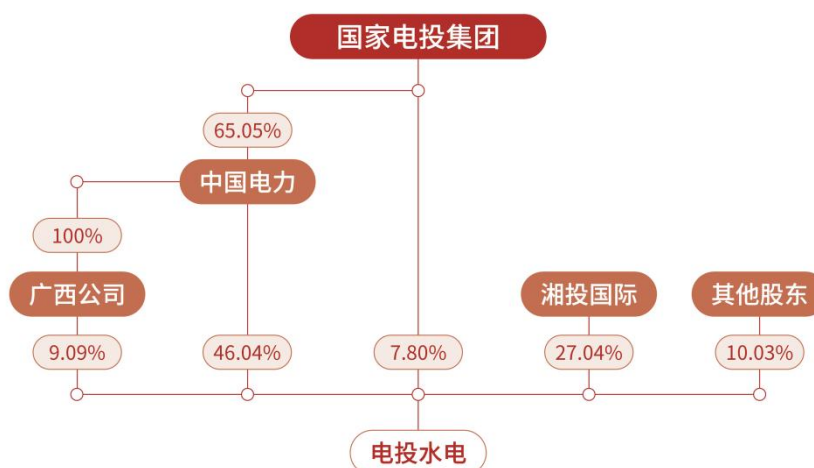 国家电投集团
65.05%
中国电力
100%
广西公司
湘投国际
其他股东
9.09%
46.04%
7.80%
27.04%
10.03%
电投水电